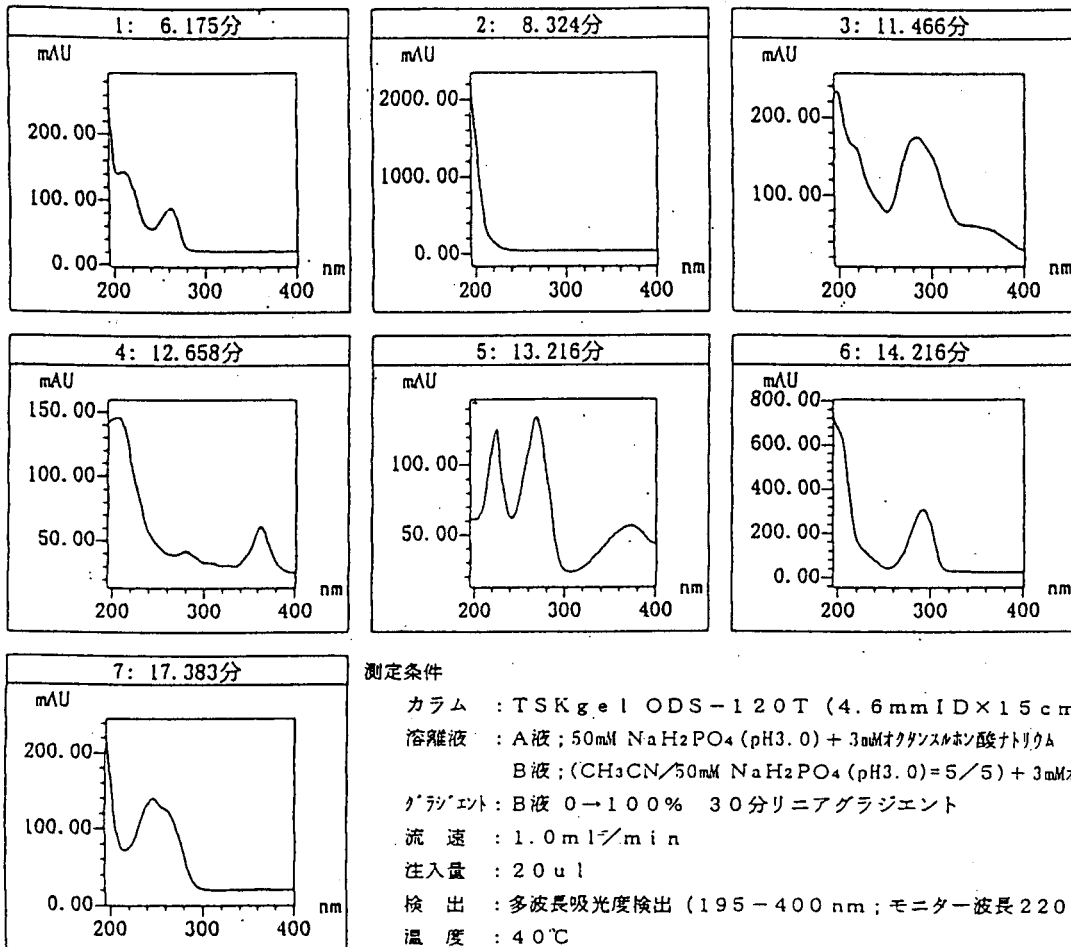 1: 6.175分
mAU
200.00
100.00
0.00
200 300 400
nm
2: 8.324分
mAU
2000.00
1000.00
0.00
200 300 400
nm
3: 11.466分
mAU
200.00
100.00
200 300 400
nm
4: 12.658分
mAU
150.00
100.00
50.00
200 300 400
nm
5: 13.216分
mAU
100.00
50.00
200 300 400
nm
6: 14.216分
mAU
800.00
600.00
400.00
200.00
0.00
200 300 400
nm
7: 17.383分
mAU
200.00
100.00
0.00
200 300 400
nm
測定条件
カラム : TSKgel ODS-120T (4.6mmID×15cm
溶離液 : A液; 50mM NaH2PO4 (pH3.0) + 3mMオクタンスルホン酸ナトリウム
B液; (CH3CN/50mM NaH2PO4 (pH3.0)=5/5) + 3mM
グラジエント: B液 0→100% 30分リニアグラジエント
流 速 : 1.0ml/min
注入量 : 20ul
検 出 : 多波長吸光度検出 (195-400nm; モニター波長220
温 度 : 40℃